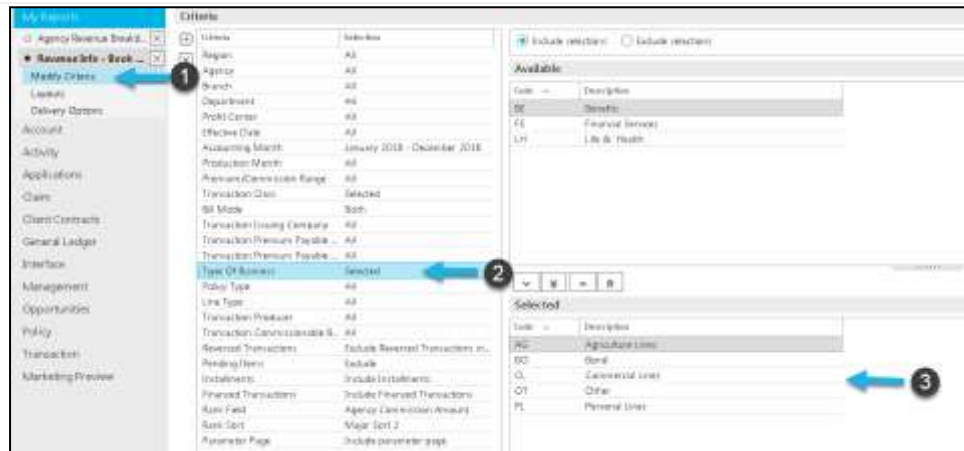 My Reports
Agency Revenue Breakd...
Revenue Info - Book ...
Modify Criteria
Layouts
Delivery Options
Account
Activity
Applications
Claim
Client Contracts
General Ledger
Interface
Management
Opportunities
Policy
Transaction
Marketing Preview
1
Criteria
Criteria Selection
Region All
Agency All
Branch All
Department All
Profit Center All
Effective Date All
Accounting Month January 2018 - December 2018
Production Month All
Premium/Commission Range All
Transaction Class Selected
Bill Mode Both
Transaction Issuing Company All
Transaction Premium Payable ... All
Transaction Premium Payable ... All
Type Of Business Selected
Policy Type All
Line Type All
Transaction Producer All
Transaction Commissionable B... All
Reversed Transactions Exclude Reversed Transactions in...
Pending Items Exclude
Installments Include Installments
Financed Transactions Include Financed Transactions
Rank Field Agency Commission Amount
Rank Sort Major Sort 2
Parameter Page Include parameter page
2
Include selections Exclude selections
Available
Code Description
BE Benefits
FS Financial Services
LH Life & Health
Selected
Code Description
AG Agriculture Lines
BO Bond
CL Commercial Lines
OT Other
PL Personal Lines
3